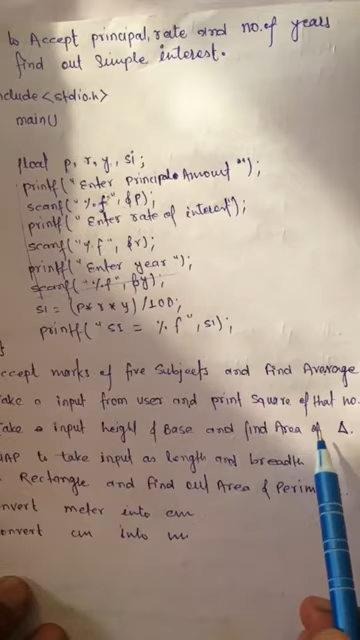 to Accept principal, rate and no. of years
find out simple interest.
nclude <stdio.h>
main()
float p, r, y, si;
printf("Enter Principle Amount");
scanf("%f", &p);
printf("Enter rate of interest");
scanf("%f", &r);
printf("Enter year");
scanf("%f", &y);
si = (p*r*y)/100;
printf("SI = %f", si);
}
ccept marks of five Subjects and find Avarage
ake a input from user and print square of that no.
ake a input height & Base and find Area of Δ.
AP to take input as length and breadth
Rectangle and find out Area & Perim
nvert meter into cm
onvert cm into m